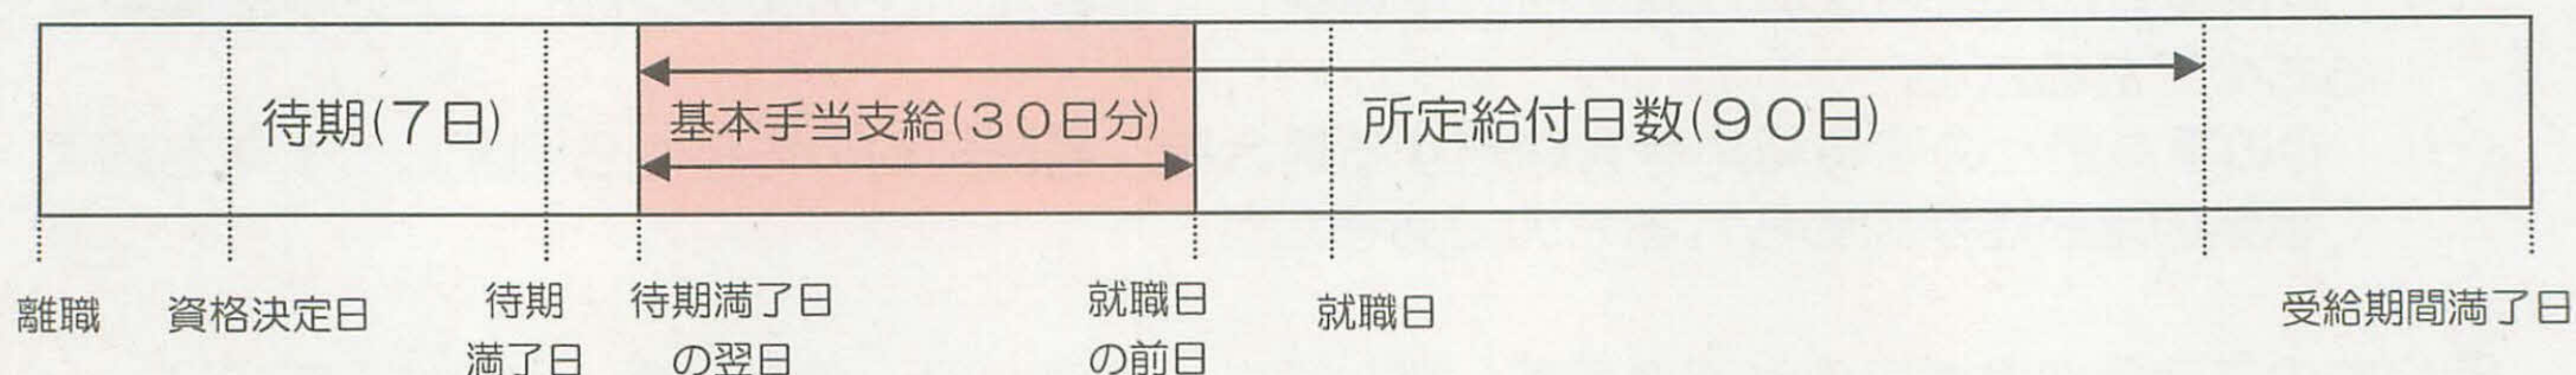 待期(7日)
基本手当支給(30日分)
所定給付日数(90日)
離職
資格決定日
待期
満了日
待期満了日
の翌日
就職日
の前日
就職日
受給期間満了日